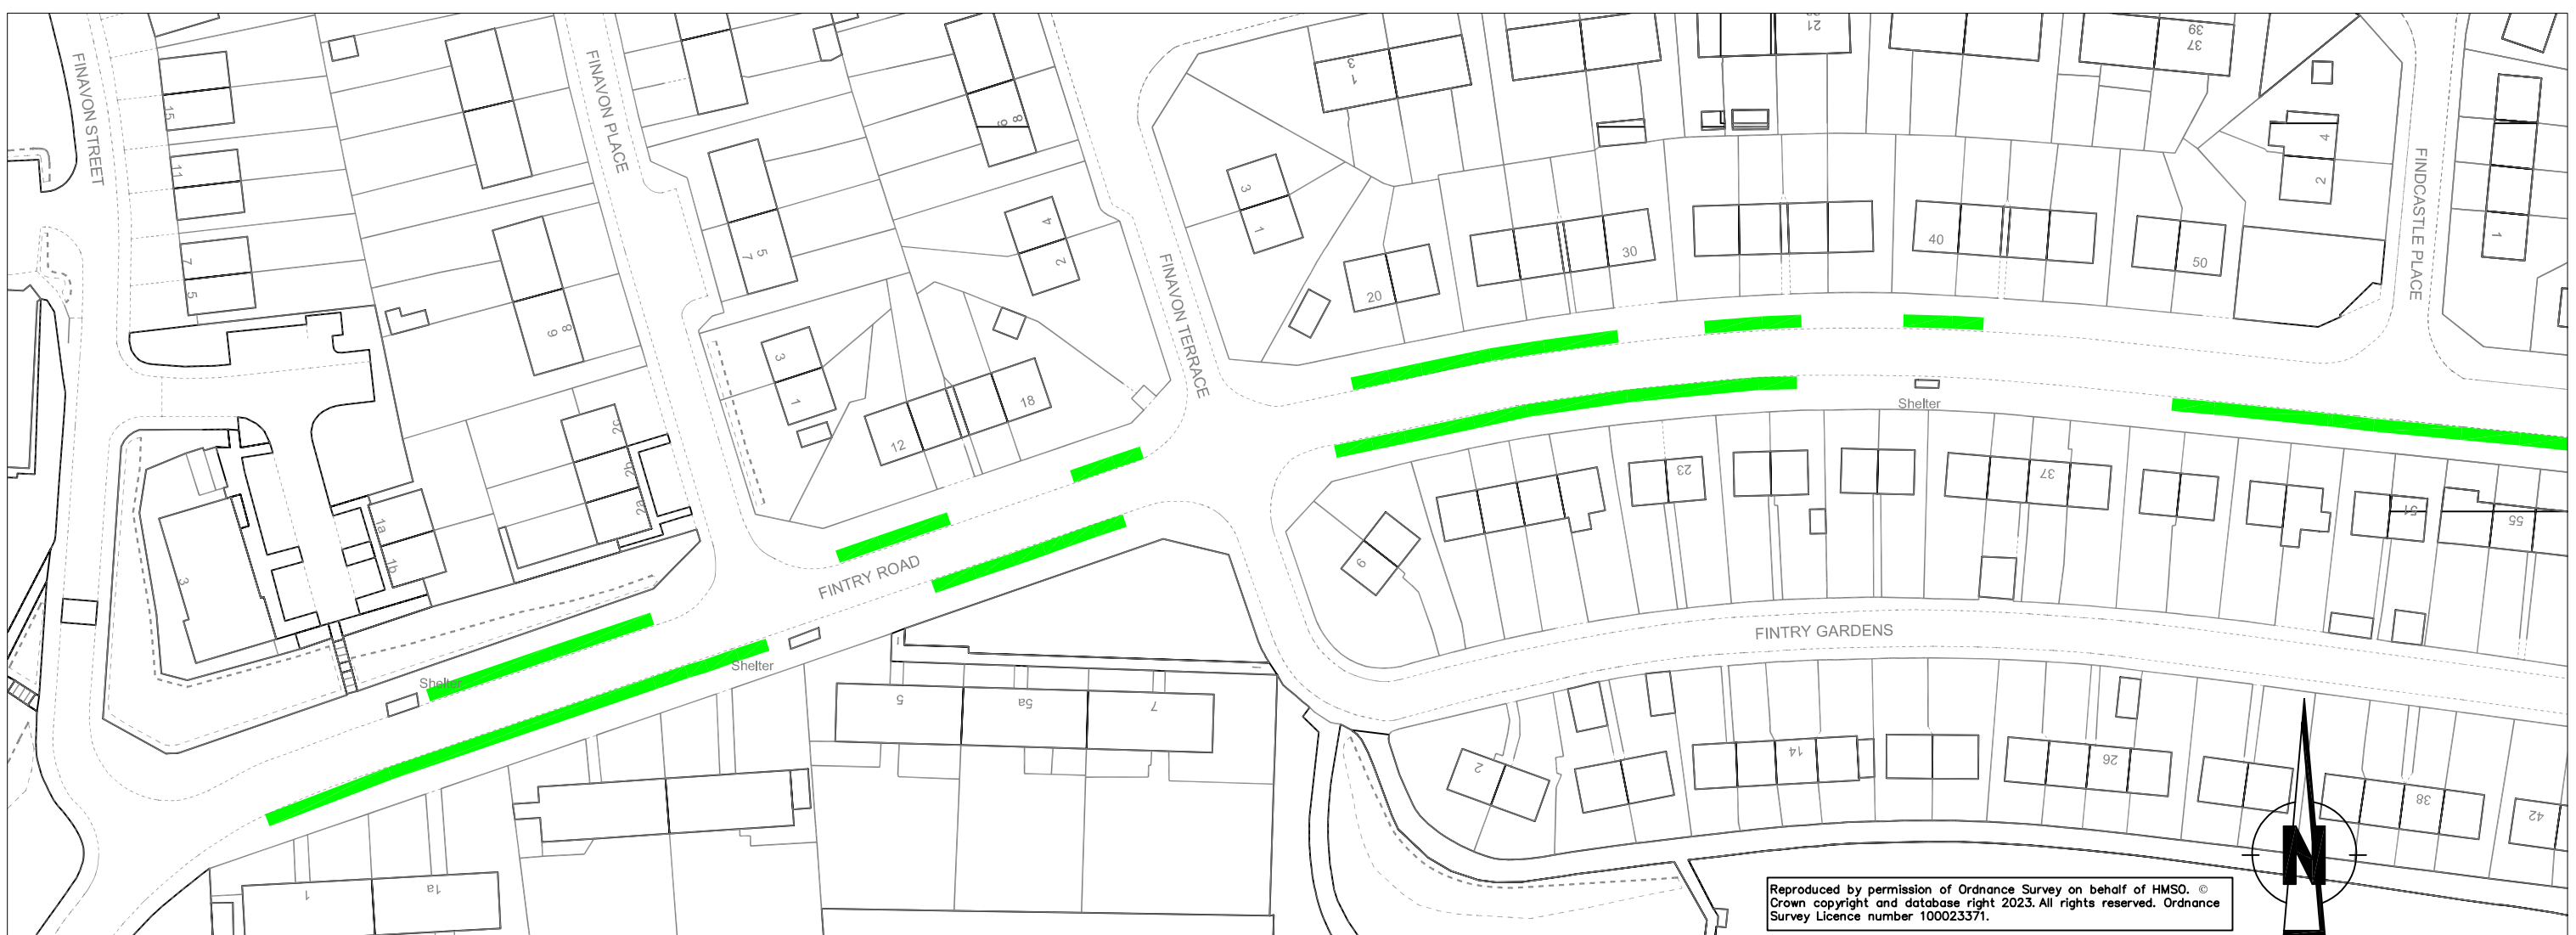 FINAVON STREET
FINAVON PLACE
FINAVON TERRACE
FINDCASTLE PLACE
FINTRY ROAD
FINTRY GARDENS
Shelter
Shelter
Shelter
15
11
7
5
3
1a
1b
2c
2b
2a
9
8
5
7
3
1
9
8
4
2
12
18
3
1
3
1
20
30
21
39
37
40
50
4
2
1
6
23
37
51
55
5
5a
7
1
1a
2
14
26
38
42
N
Reproduced by permission of Ordnance Survey on behalf of HMSO. ©
Crown copyright and database right 2023. All rights reserved. Ordnance
Survey Licence number 100023371.